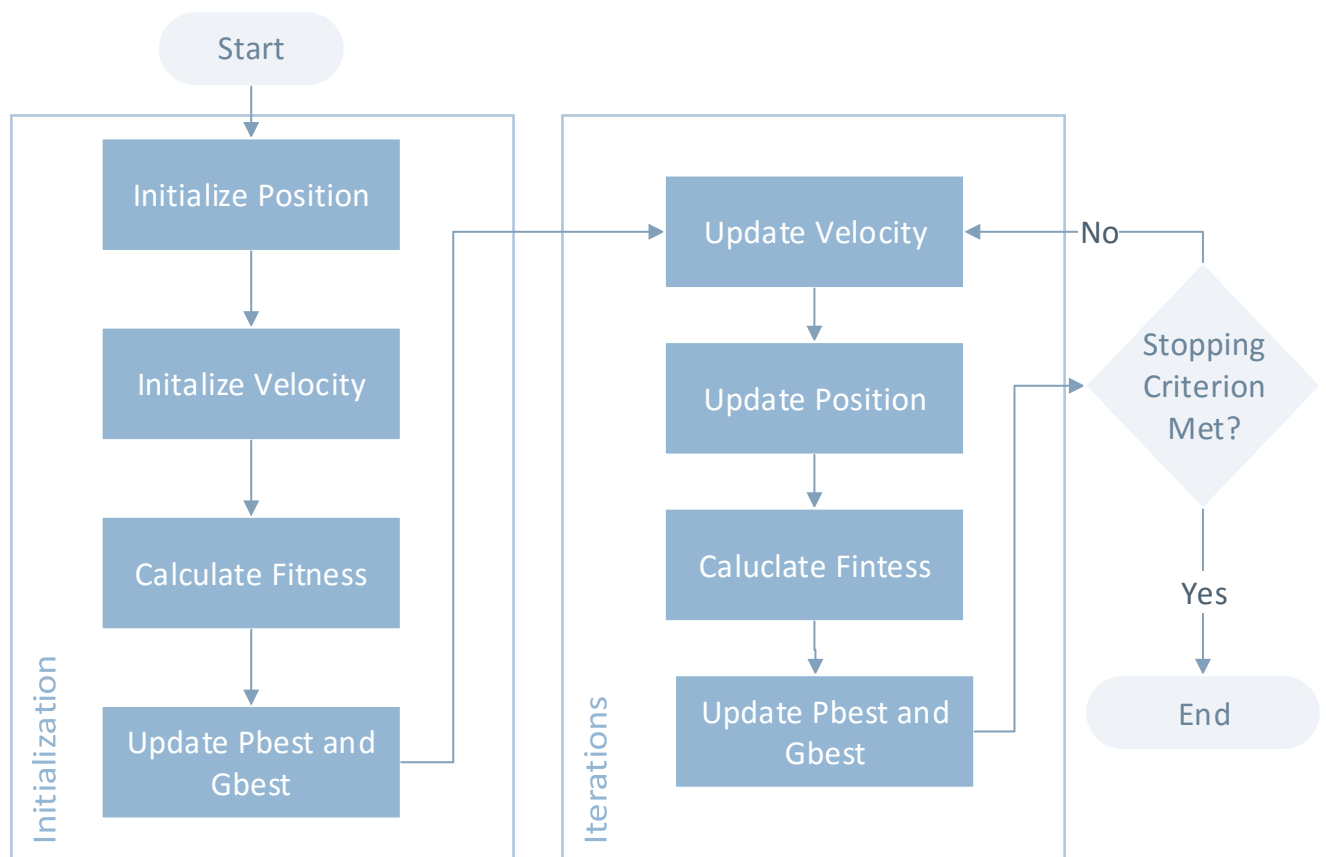 Start
Initialize Position
Initalize Velocity
Calculate Fitness
Update Pbest and
Gbest
Initialization
Update Velocity
Update Position
Caluclate Fintess
Update Pbest and
Gbest
Iterations
No
Stopping
Criterion
Met?
Yes
End